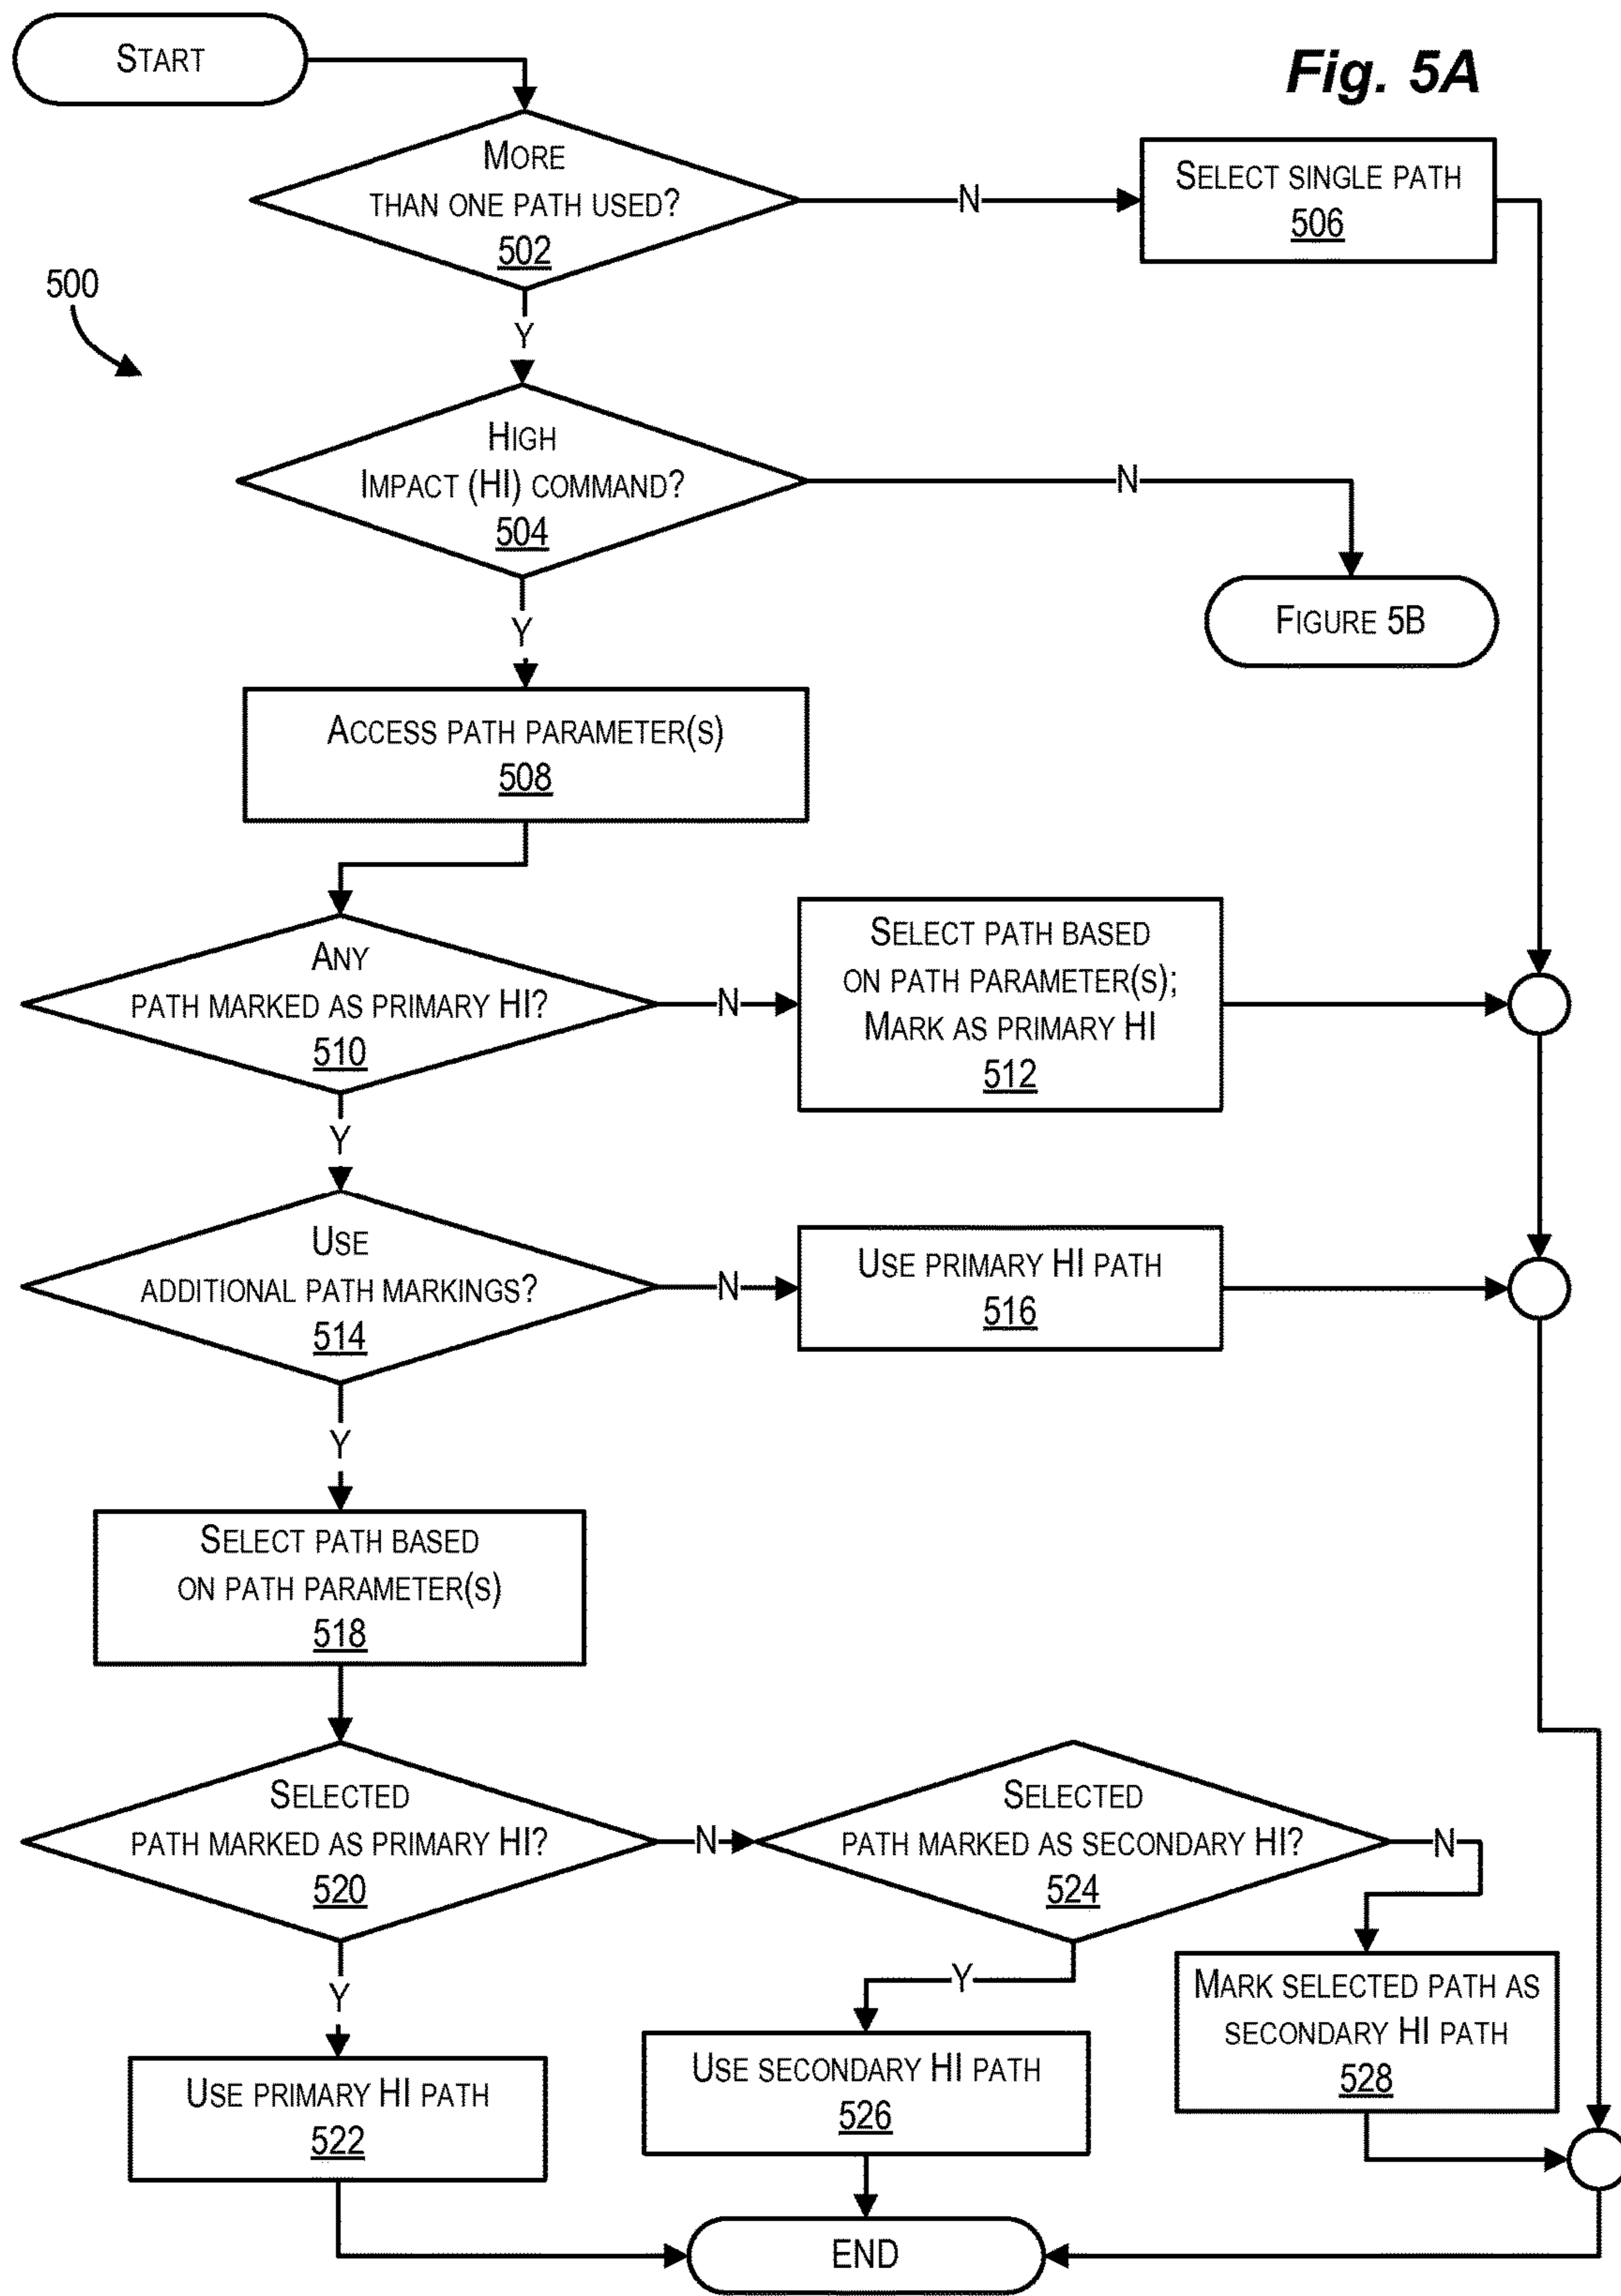 Fig. 5A
START
MORE
THAN ONE PATH USED?
502
N
SELECT SINGLE PATH
506
500
Y
HIGH
IMPACT (HI) COMMAND?
504
N
FIGURE 5B
Y
ACCESS PATH PARAMETER(S)
508
ANY
PATH MARKED AS PRIMARY HI?
510
N
SELECT PATH BASED
ON PATH PARAMETER(S);
MARK AS PRIMARY HI
512
Y
USE
ADDITIONAL PATH MARKINGS?
514
N
USE PRIMARY HI PATH
516
Y
SELECT PATH BASED
ON PATH PARAMETER(S)
518
SELECTED
PATH MARKED AS PRIMARY HI?
520
N
SELECTED
PATH MARKED AS SECONDARY HI?
524
N
Y
Y
USE PRIMARY HI PATH
522
USE SECONDARY HI PATH
526
MARK SELECTED PATH AS
SECONDARY HI PATH
528
END